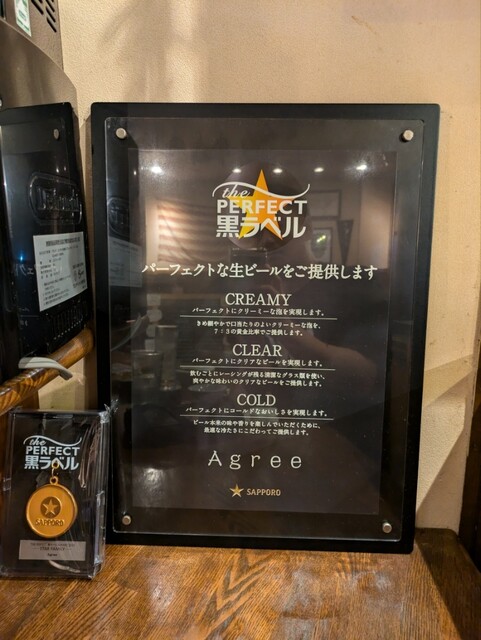 the
PERFECT
黒ラベル
パーフェクトな生ビールをご提供します
CREAMY
パーフェクトにクリーミーな泡を実現します。
きめ細やかで口当たりのよいクリーミーな泡を、
7：3の黄金比率でご提供します。
CLEAR
パーフェクトにクリアなビールを実現します。
飲むごとにレーシングが残る清潔なグラス類を使い、
爽やかな味わいのクリアなビールをご提供します。
COLD
パーフェクトにコールドなおいしさを実現します。
ビール本来の味や香りを楽しんでいただくために、
最適な冷たさにこだわってご提供します。
Agree
SAPPORO
the
PERFECT
黒ラベル
SAPPORO
Agree